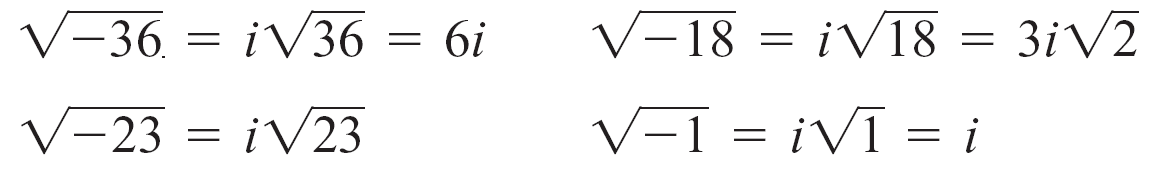 √−36 = i√36 = 6i √−18 = i√18 = 3i√2
√−23 = i√23 √−1 = i√1 = i